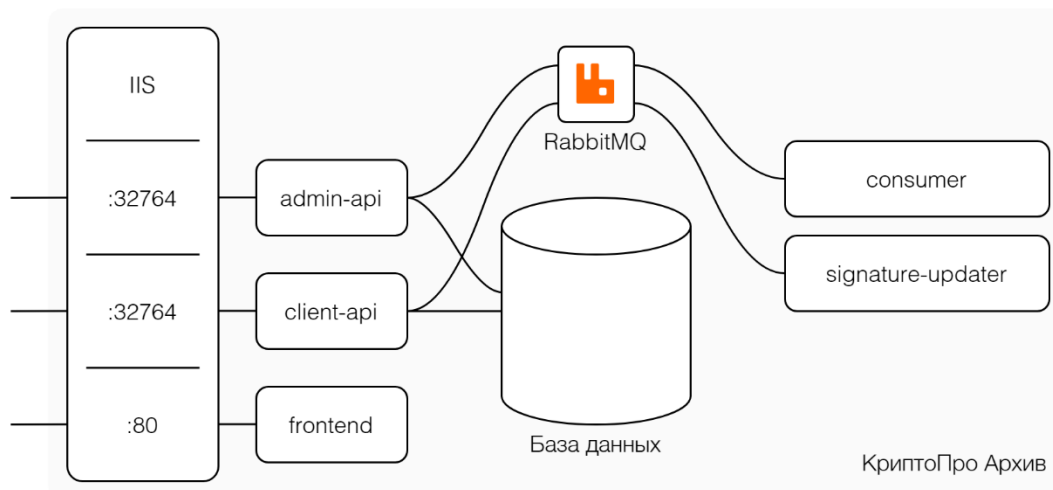 IIS
:32764
:32764
:80
admin-api
client-api
frontend
RabbitMQ
База данных
consumer
signature-updater
КриптоПро Архив